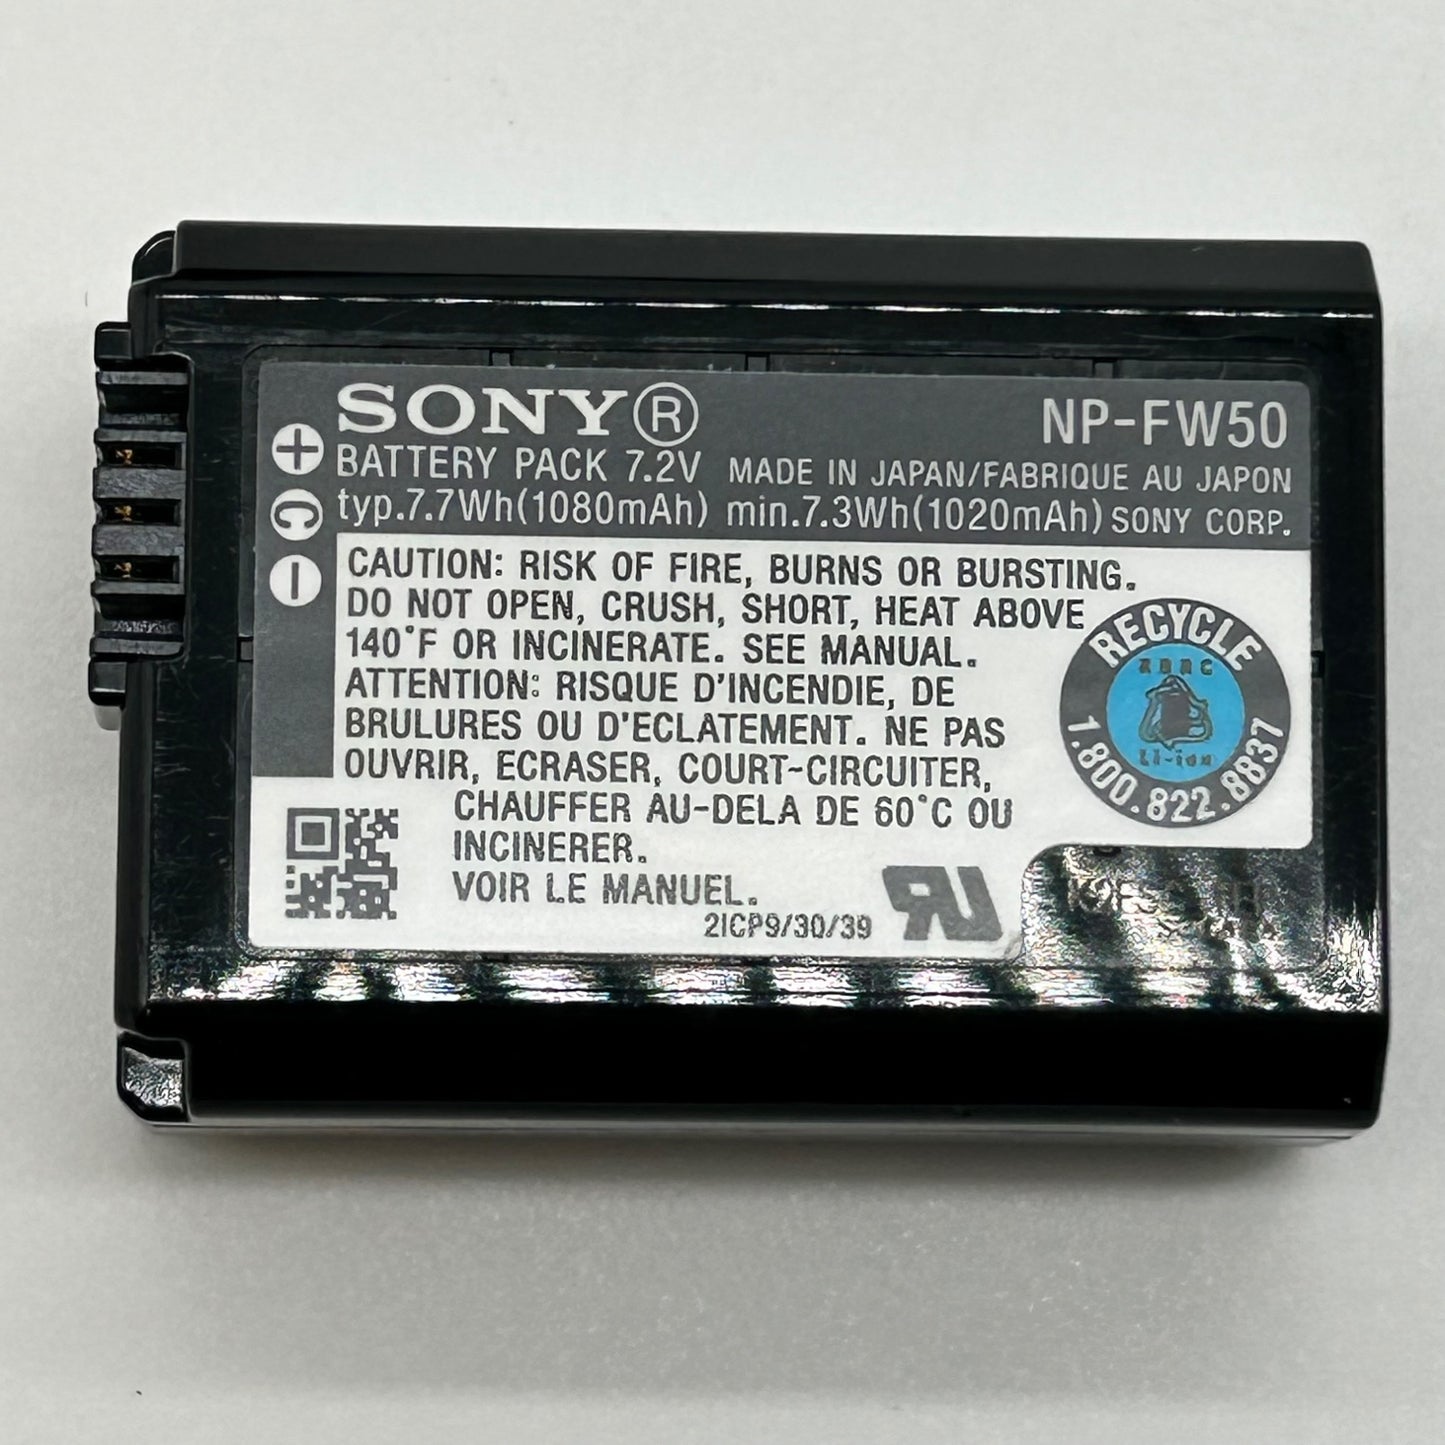 SONY®
NP-FW50
BATTERY PACK 7.2V MADE IN JAPAN/FABRIQUE AU JAPON
typ.7.7Wh(1080mAh) min.7.3Wh(1020mAh) SONY CORP.
+
C
−
CAUTION: RISK OF FIRE, BURNS OR BURSTING.
DO NOT OPEN, CRUSH, SHORT, HEAT ABOVE
140°F OR INCINERATE. SEE MANUAL.
ATTENTION: RISQUE D'INCENDIE, DE
BRULURES OU D'ECLATEMENT. NE PAS
OUVRIR, ECRASER, COURT-CIRCUITER,
CHAUFFER AU-DELA DE 60°C OU
INCINERER.
VOIR LE MANUEL.
2ICP9/30/39
RECYCLE
RBRC
Li-ion
1.800.822.8837